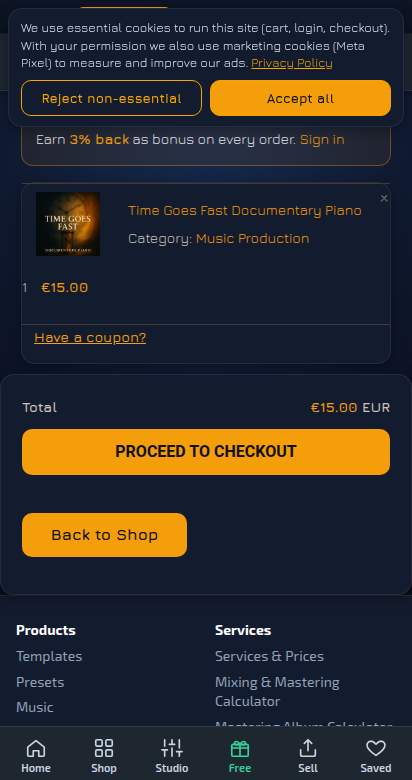 We use essential cookies to run this site (cart, login, checkout).
With your permission we also use marketing cookies (Meta
Pixel) to measure and improve our ads. Privacy Policy
Reject non-essential
Accept all
Earn 3% back as bonus on every order. Sign in
TIME GOES
FAST
Time Goes Fast Documentary Piano
×
Category: Music Production
1 €15.00
Have a coupon?
Total €15.00 EUR
PROCEED TO CHECKOUT
Back to Shop
Products
Services
Templates
Services & Prices
Presets
Mixing & Mastering
Calculator
Music
Mastering Album Calculator
Home
Shop
Studio
Free
Sell
Saved